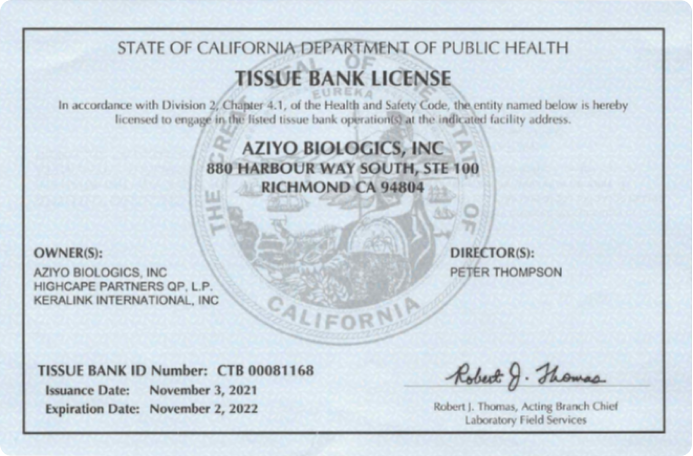 STATE OF CALIFORNIA DEPARTMENT OF PUBLIC HEALTH
TISSUE BANK LICENSE
In accordance with Division 2, Chapter 4.1, of the Health and Safety Code, the entity named below is hereby
licensed to engage in the listed tissue bank operation(s) at the indicated facility address.
AZIYO BIOLOGICS, INC
880 HARBOUR WAY SOUTH, STE 100
RICHMOND CA 94804
THE GREAT SEAL OF THE STATE OF CALIFORNIA
EUREKA
OWNER(S):
AZIYO BIOLOGICS, INC
HIGHCAPE PARTNERS QP, L.P.
KERALINK INTERNATIONAL, INC
DIRECTOR(S):
PETER THOMPSON
TISSUE BANK ID Number: CTB 00081168
Issuance Date: November 3, 2021
Expiration Date: November 2, 2022
Robert J. Thomas
Robert J. Thomas, Acting Branch Chief
Laboratory Field Services